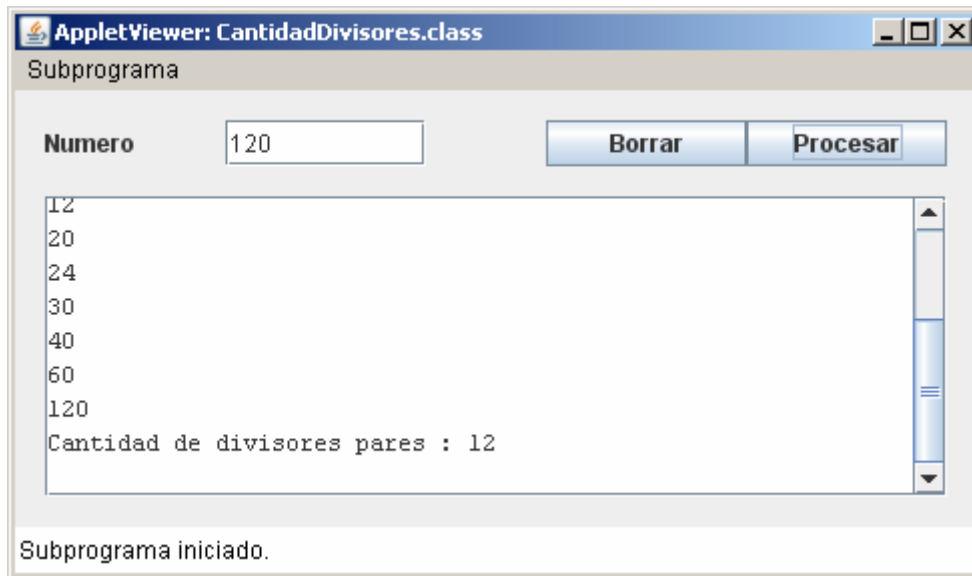 AppletViewer: CantidadDivisores.class
Subprograma
Numero 120 Borrar Procesar
12
20
24
30
40
60
120
Cantidad de divisores pares : 12
Subprograma iniciado.